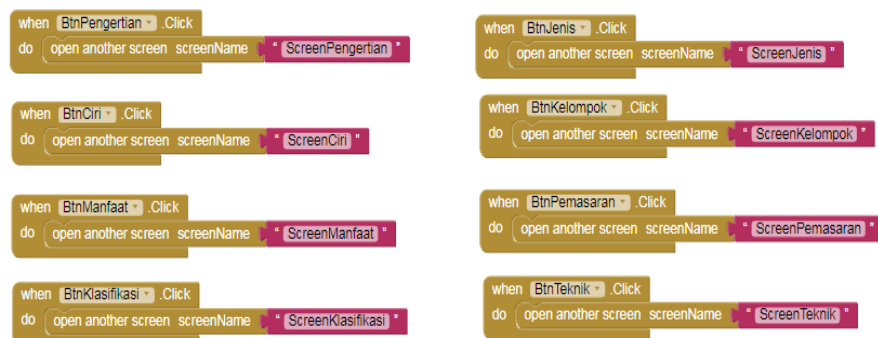 when BtnPengertian .Click
do open another screen screenName " ScreenPengertian "
when BtnCiri .Click
do open another screen screenName " ScreenCiri "
when BtnManfaat .Click
do open another screen screenName " ScreenManfaat "
when BtnKlasifikasi .Click
do open another screen screenName " ScreenKlasifikasi "
when BtnJenis .Click
do open another screen screenName " ScreenJenis "
when BtnKelompok .Click
do open another screen screenName " ScreenKelompok "
when BtnPemasaran .Click
do open another screen screenName " ScreenPemasaran "
when BtnTeknik .Click
do open another screen screenName " ScreenTeknik "